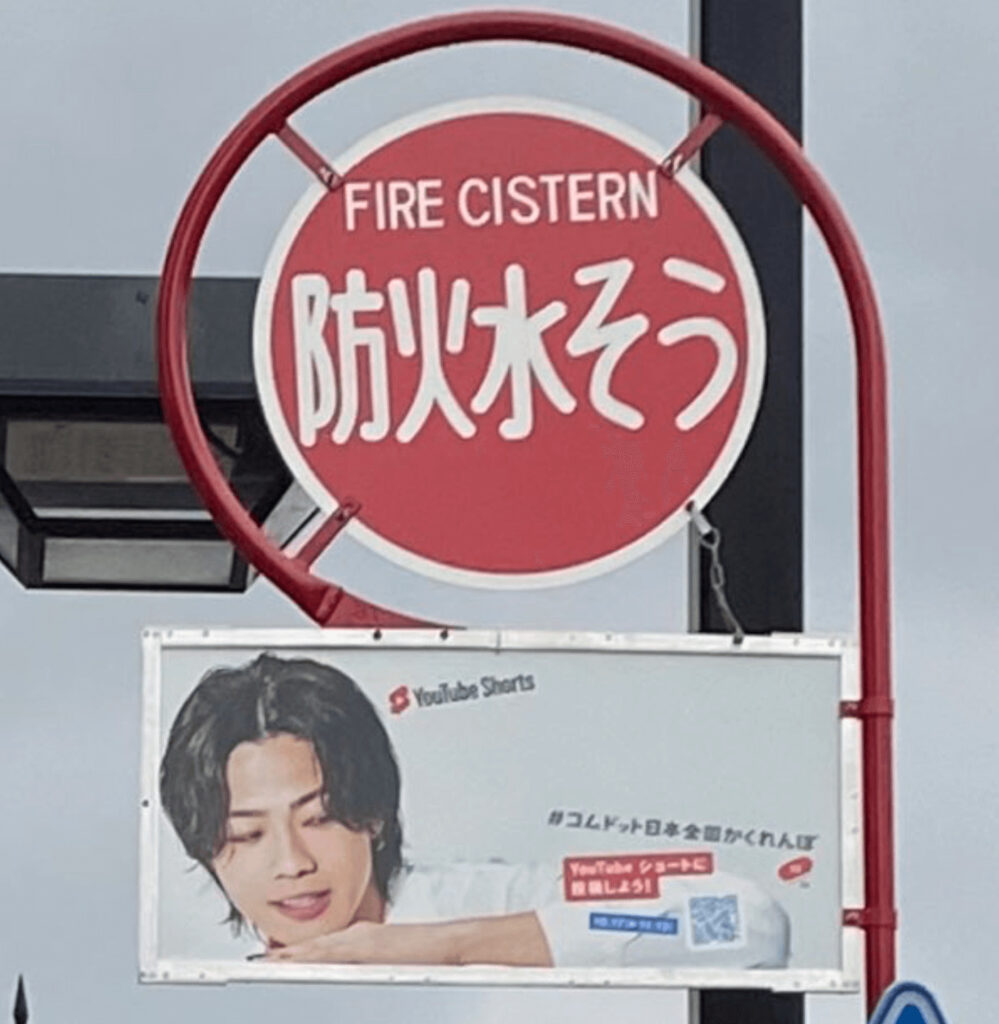 FIRE CISTERN
防火水そう
YouTube Shorts
#コムドット日本全国かくれんぼ
YouTube ショートに
投稿しよう!